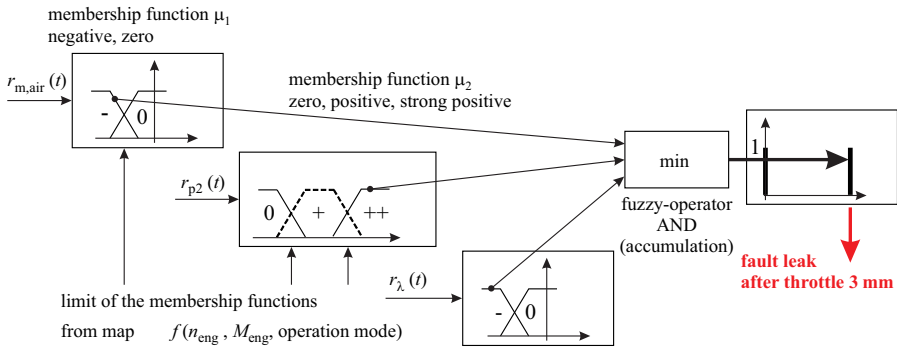 membership function μ1
negative, zero
rm,air (t)
- 0
membership function μ2
zero, positive, strong positive
rp2 (t)
0 + ++
rλ (t)
- 0
min
fuzzy-operator
AND
(accumulation)
1
fault leak
after throttle 3 mm
limit of the membership functions
from map f(neng , Meng, operation mode)